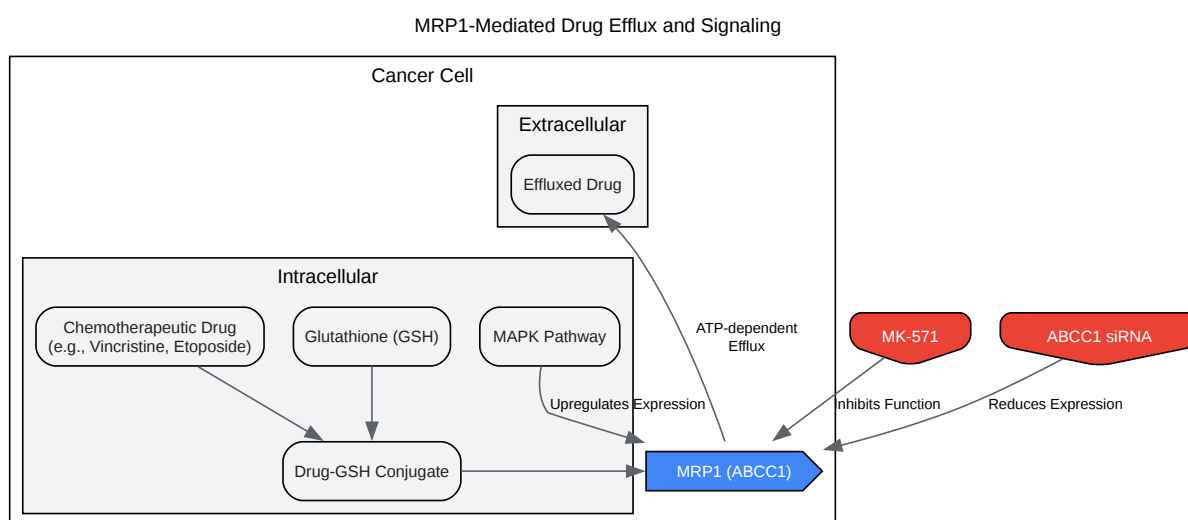 MRP1-Mediated Drug Efflux and Signaling
Cancer Cell
Extracellular
Effluxed Drug
Intracellular
Chemotherapeutic Drug
(e.g., Vincristine, Etoposide)
Glutathione (GSH)
MAPK Pathway
ATP-dependent
Efflux
MK-571
ABCC1 siRNA
Upregulates Expression
Inhibits Function
Reduces Expression
Drug-GSH Conjugate
MRP1 (ABCC1)